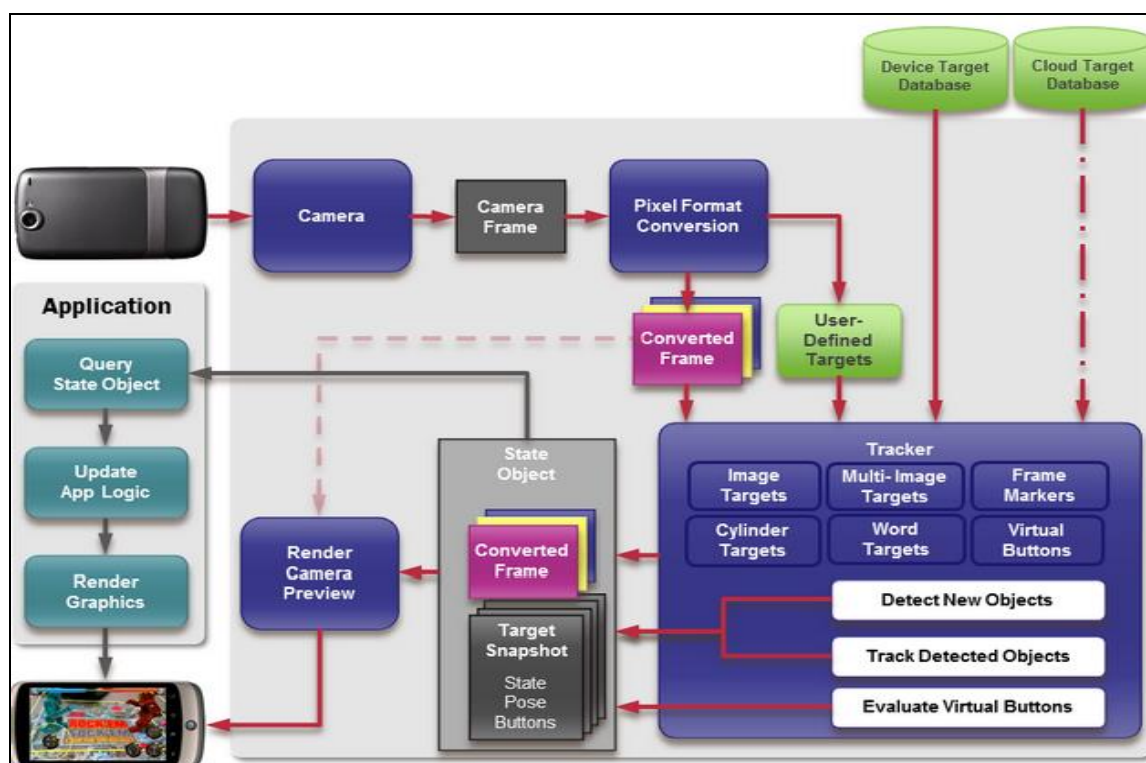 Device Target
Database
Cloud Target
Database
Camera
Camera
Frame
Pixel Format
Conversion
Application
Query
State Object
Update
App Logic
Render
Graphics
Converted
Frame
User-
Defined
Targets
State
Object
Converted
Frame
Target
Snapshot
State
Pose
Buttons
Render
Camera
Preview
Tracker
Image
Targets
Multi-Image
Targets
Frame
Markers
Cylinder
Targets
Word
Targets
Virtual
Buttons
Detect New Objects
Track Detected Objects
Evaluate Virtual Buttons